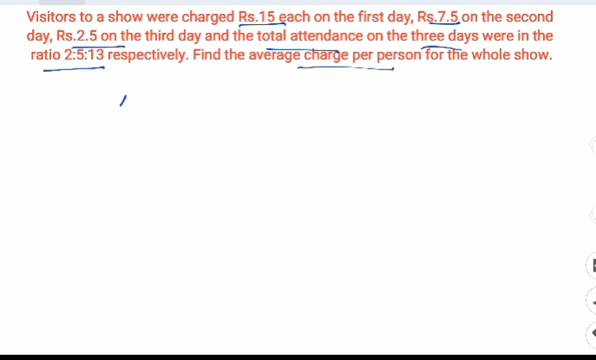 Visitors to a show were charged Rs.15 each on the first day, Rs.7.5 on the second
day, Rs.2.5 on the third day and the total attendance on the three days were in the
ratio 2:5:13 respectively. Find the average charge per person for the whole show.